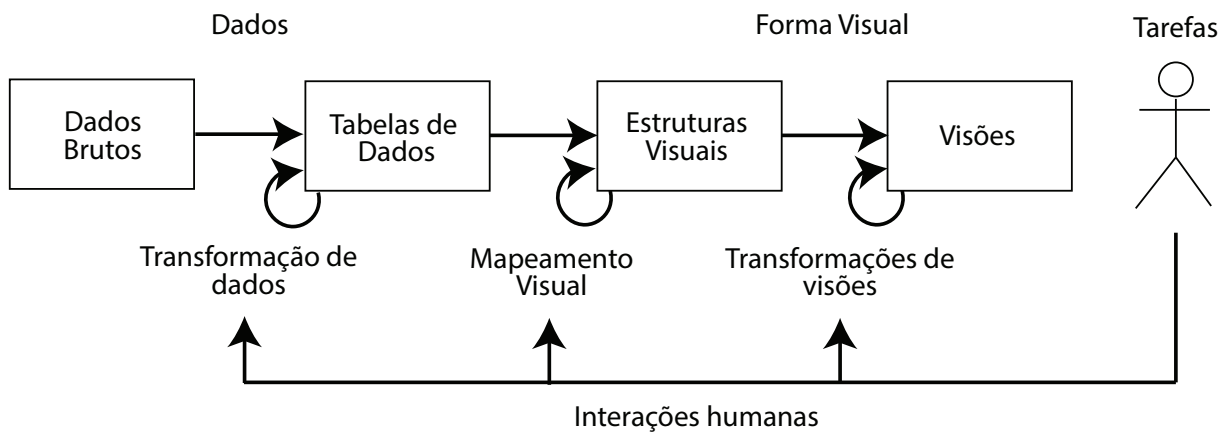 Dados
Forma Visual
Tarefas
Dados
Brutos
Tabelas de
Dados
Estruturas
Visuais
Visões
Transformação de
dados
Mapeamento
Visual
Transformações de
visões
Interações humanas